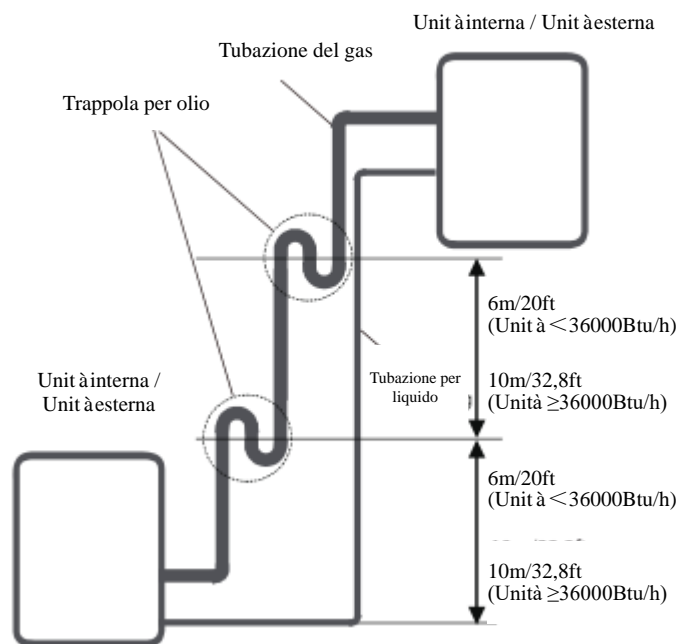 Unità interna / Unità esterna
Tubazione del gas
Trappola per olio
6m/20ft
(Unità <36000Btu/h)
Unità interna /
Unità esterna
Tubazione per
liquido
10m/32,8ft
(Unità ≥36000Btu/h)
6m/20ft
(Unità <36000Btu/h)
10m/32,8ft
(Unità ≥36000Btu/h)